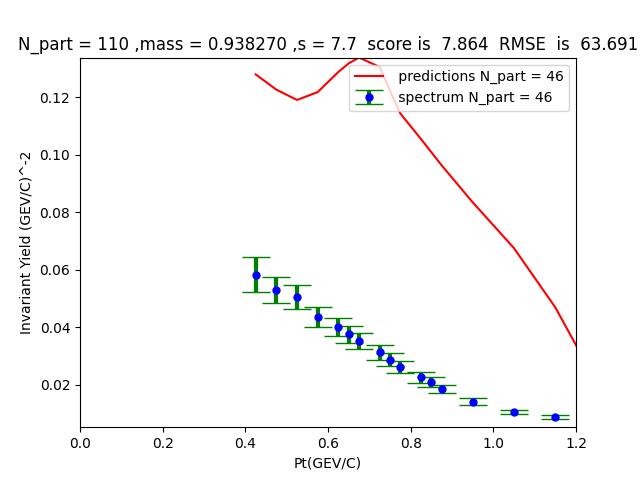 N_part = 110 ,mass = 0.938270 ,s = 7.7  score is  7.864  RMSE  is  63.691
predictions N_part = 46
spectrum N_part = 46
0.12
0.10
0.08
0.06
0.04
0.02
Invariant Yield (GEV/C)^-2
0.0 0.2 0.4 0.6 0.8 1.0 1.2
Pt(GEV/C)